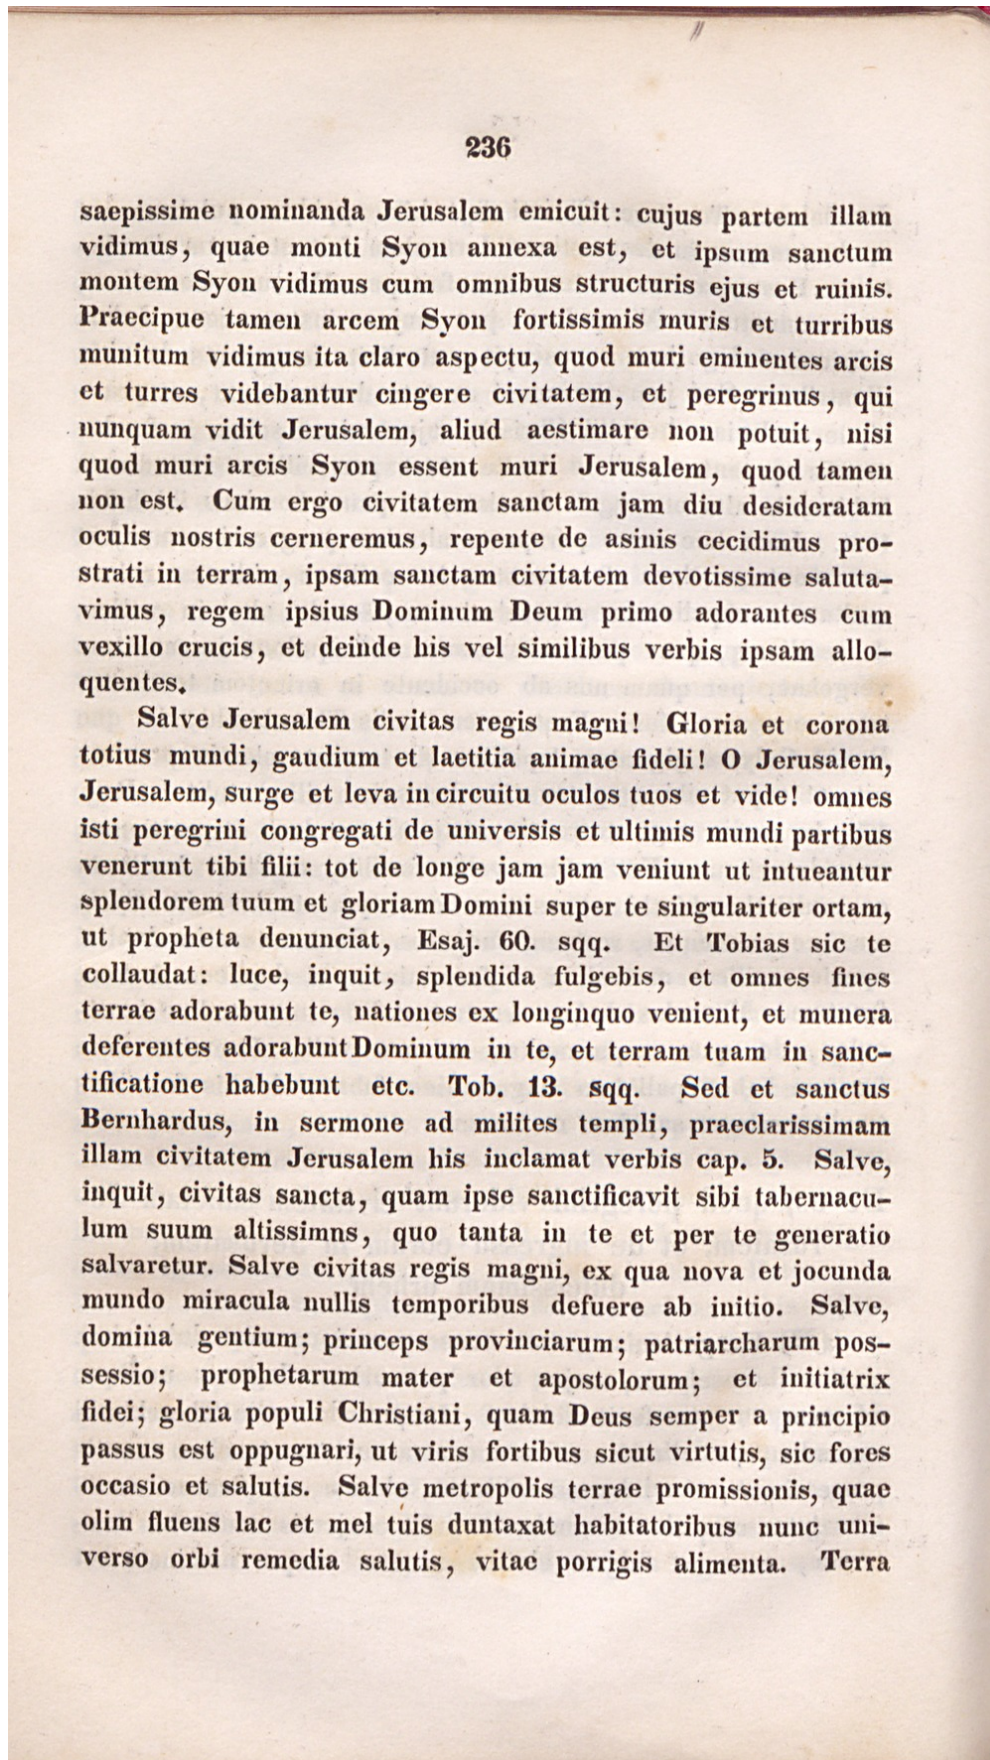 236
saepissime nominanda Jerusalem emicuit: cujus partem illam
vidimus, quae monti Syon annexa est, et ipsum sanctum
montem Syon vidimus cum omnibus structuris ejus et ruinis.
Praecipue tamen arcem Syon fortissimis muris et turribus
munitum vidimus ita claro aspectu, quod muri eminentes arcis
et turres videbantur cingere civitatem, et peregrinus, qui
nunquam vidit Jerusalem, aliud aestimare non potuit, nisi
quod muri arcis Syon essent muri Jerusalem, quod tamen
non est. Cum ergo civitatem sanctam jam diu desideratam
oculis nostris cerneremus, repente de asinis cecidimus pro-
strati in terram, ipsam sanctam civitatem devotissime saluta-
vimus, regem ipsius Dominum Deum primo adorantes cum
vexillo crucis, et deinde his vel similibus verbis ipsam allo-
quentes.
Salve Jerusalem civitas regis magni! Gloria et corona
totius mundi, gaudium et laetitia animae fideli! O Jerusalem,
Jerusalem, surge et leva in circuitu oculos tuos et vide! omnes
isti peregrini congregati de universis et ultimis mundi partibus
venerunt tibi filii: tot de longe jam jam veniunt ut intueantur
splendorem tuum et gloriam Domini super te singulariter ortam,
ut propheta denunciat, Esaj. 60. sqq. Et Tobias sic te
collaudat: luce, inquit, splendida fulgebis, et omnes fines
terrae adorabunt te, nationes ex longinquo venient, et munera
deferentes adorabunt Dominum in te, et terram tuam in sanc-
tificatione habebunt etc. Tob. 13. sqq. Sed et sanctus
Bernhardus, in sermone ad milites templi, praeclarissimam
illam civitatem Jerusalem his inclamat verbis cap. 5. Salve,
inquit, civitas sancta, quam ipse sanctificavit sibi tabernacu-
lum suum altissimns, quo tanta in te et per te generatio
salvaretur. Salve civitas regis magni, ex qua nova et jocunda
mundo miracula nullis temporibus defuere ab initio. Salve,
domina gentium; princeps provinciarum; patriarcharum pos-
sessio; prophetarum mater et apostolorum; et initiatrix
fidei; gloria populi Christiani, quam Deus semper a principio
passus est oppugnari, ut viris fortibus sicut virtutis, sic fores
occasio et salutis. Salve metropolis terrae promissionis, quae
olim fluens lac et mel tuis duntaxat habitatoribus nunc uni-
verso orbi remedia salutis, vitae porrigis alimenta. Terra